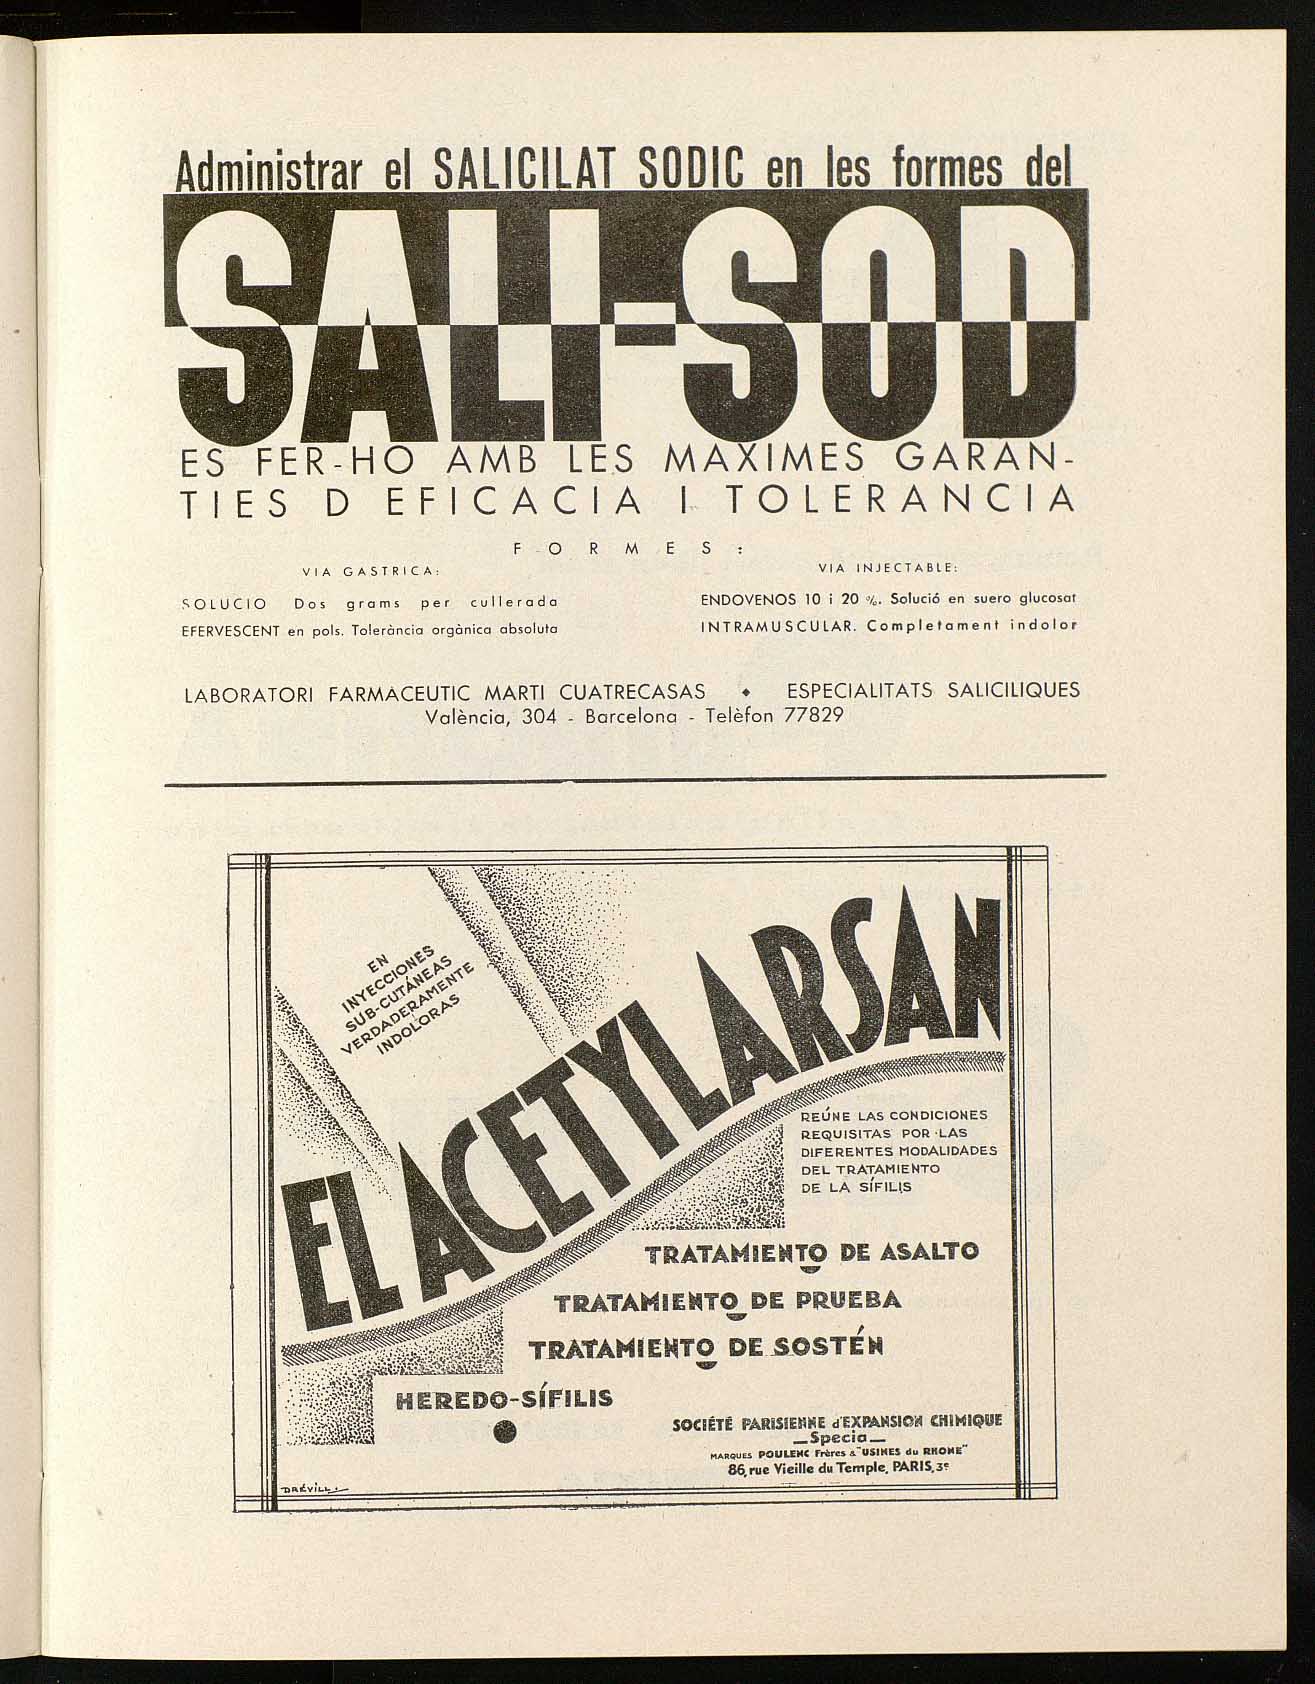 Administrar el SALICILAT SODIC en les formes del
SALI-SOD
ES FER-HO AMB LES MAXIMES GARAN-
TIES D EFICACIA I TOLERANCIA
FORMES:
VIA GASTRICA:
SOLUCIO Dos grams per cullerada
EFERVESCENT en pols. Toleráncia orgànica absoluta
VIA INJECTABLE:
ENDOVENOS 10 i 20 %. Solució en suero glucosat
INTRAMUSCULAR. Completament indolor
LABORATORI FARMACEUTIC MARTI CUATRECASAS ◆ ESPECIALITATS SALICILIQUES
València, 304 - Barcelona - Telèfon 77829
EN
INYECCIONES
SUB-CUTÁNEAS
VERDADERAMENTE
INDOLORAS
EL ACETYLARSAN
REÚNE LAS CONDICIONES
REQUISITAS POR LAS
DIFERENTES MODALIDADES
DEL TRATAMIENTO
DE LA SÍFILIS
TRATAMIENTO DE ASALTO
TRATAMIENTO DE PRUEBA
TRATAMIENTO DE SOSTÉN
HEREDO-SÍFILIS
SOCIÉTÉ PARISIENNE d'EXPANSION CHIMIQUE
_Specia_
MARQUES POULENC Frères & "USINES du RHONE"
86, rue Vieille du Temple, PARIS, 3e
DRÉVILL